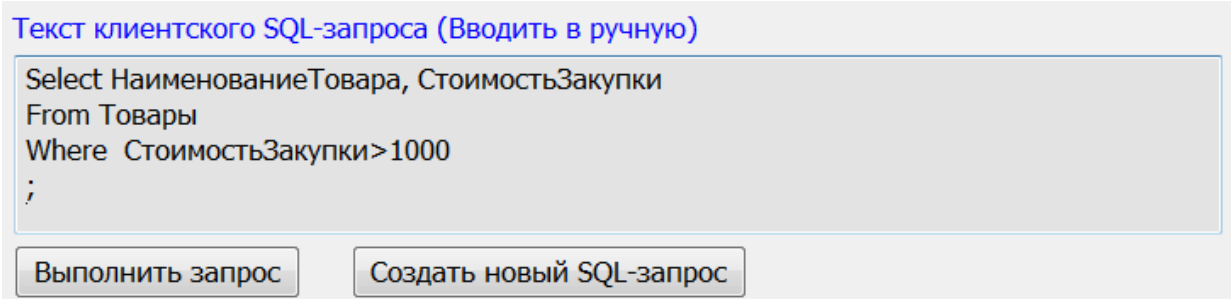 Текст клиентского SQL-запроса (Вводить в ручную)
Select НаименованиеТовара, СтоимостьЗакупки
From Товары
Where  СтоимостьЗакупки>1000
;
Выполнить запрос
Создать новый SQL-запрос